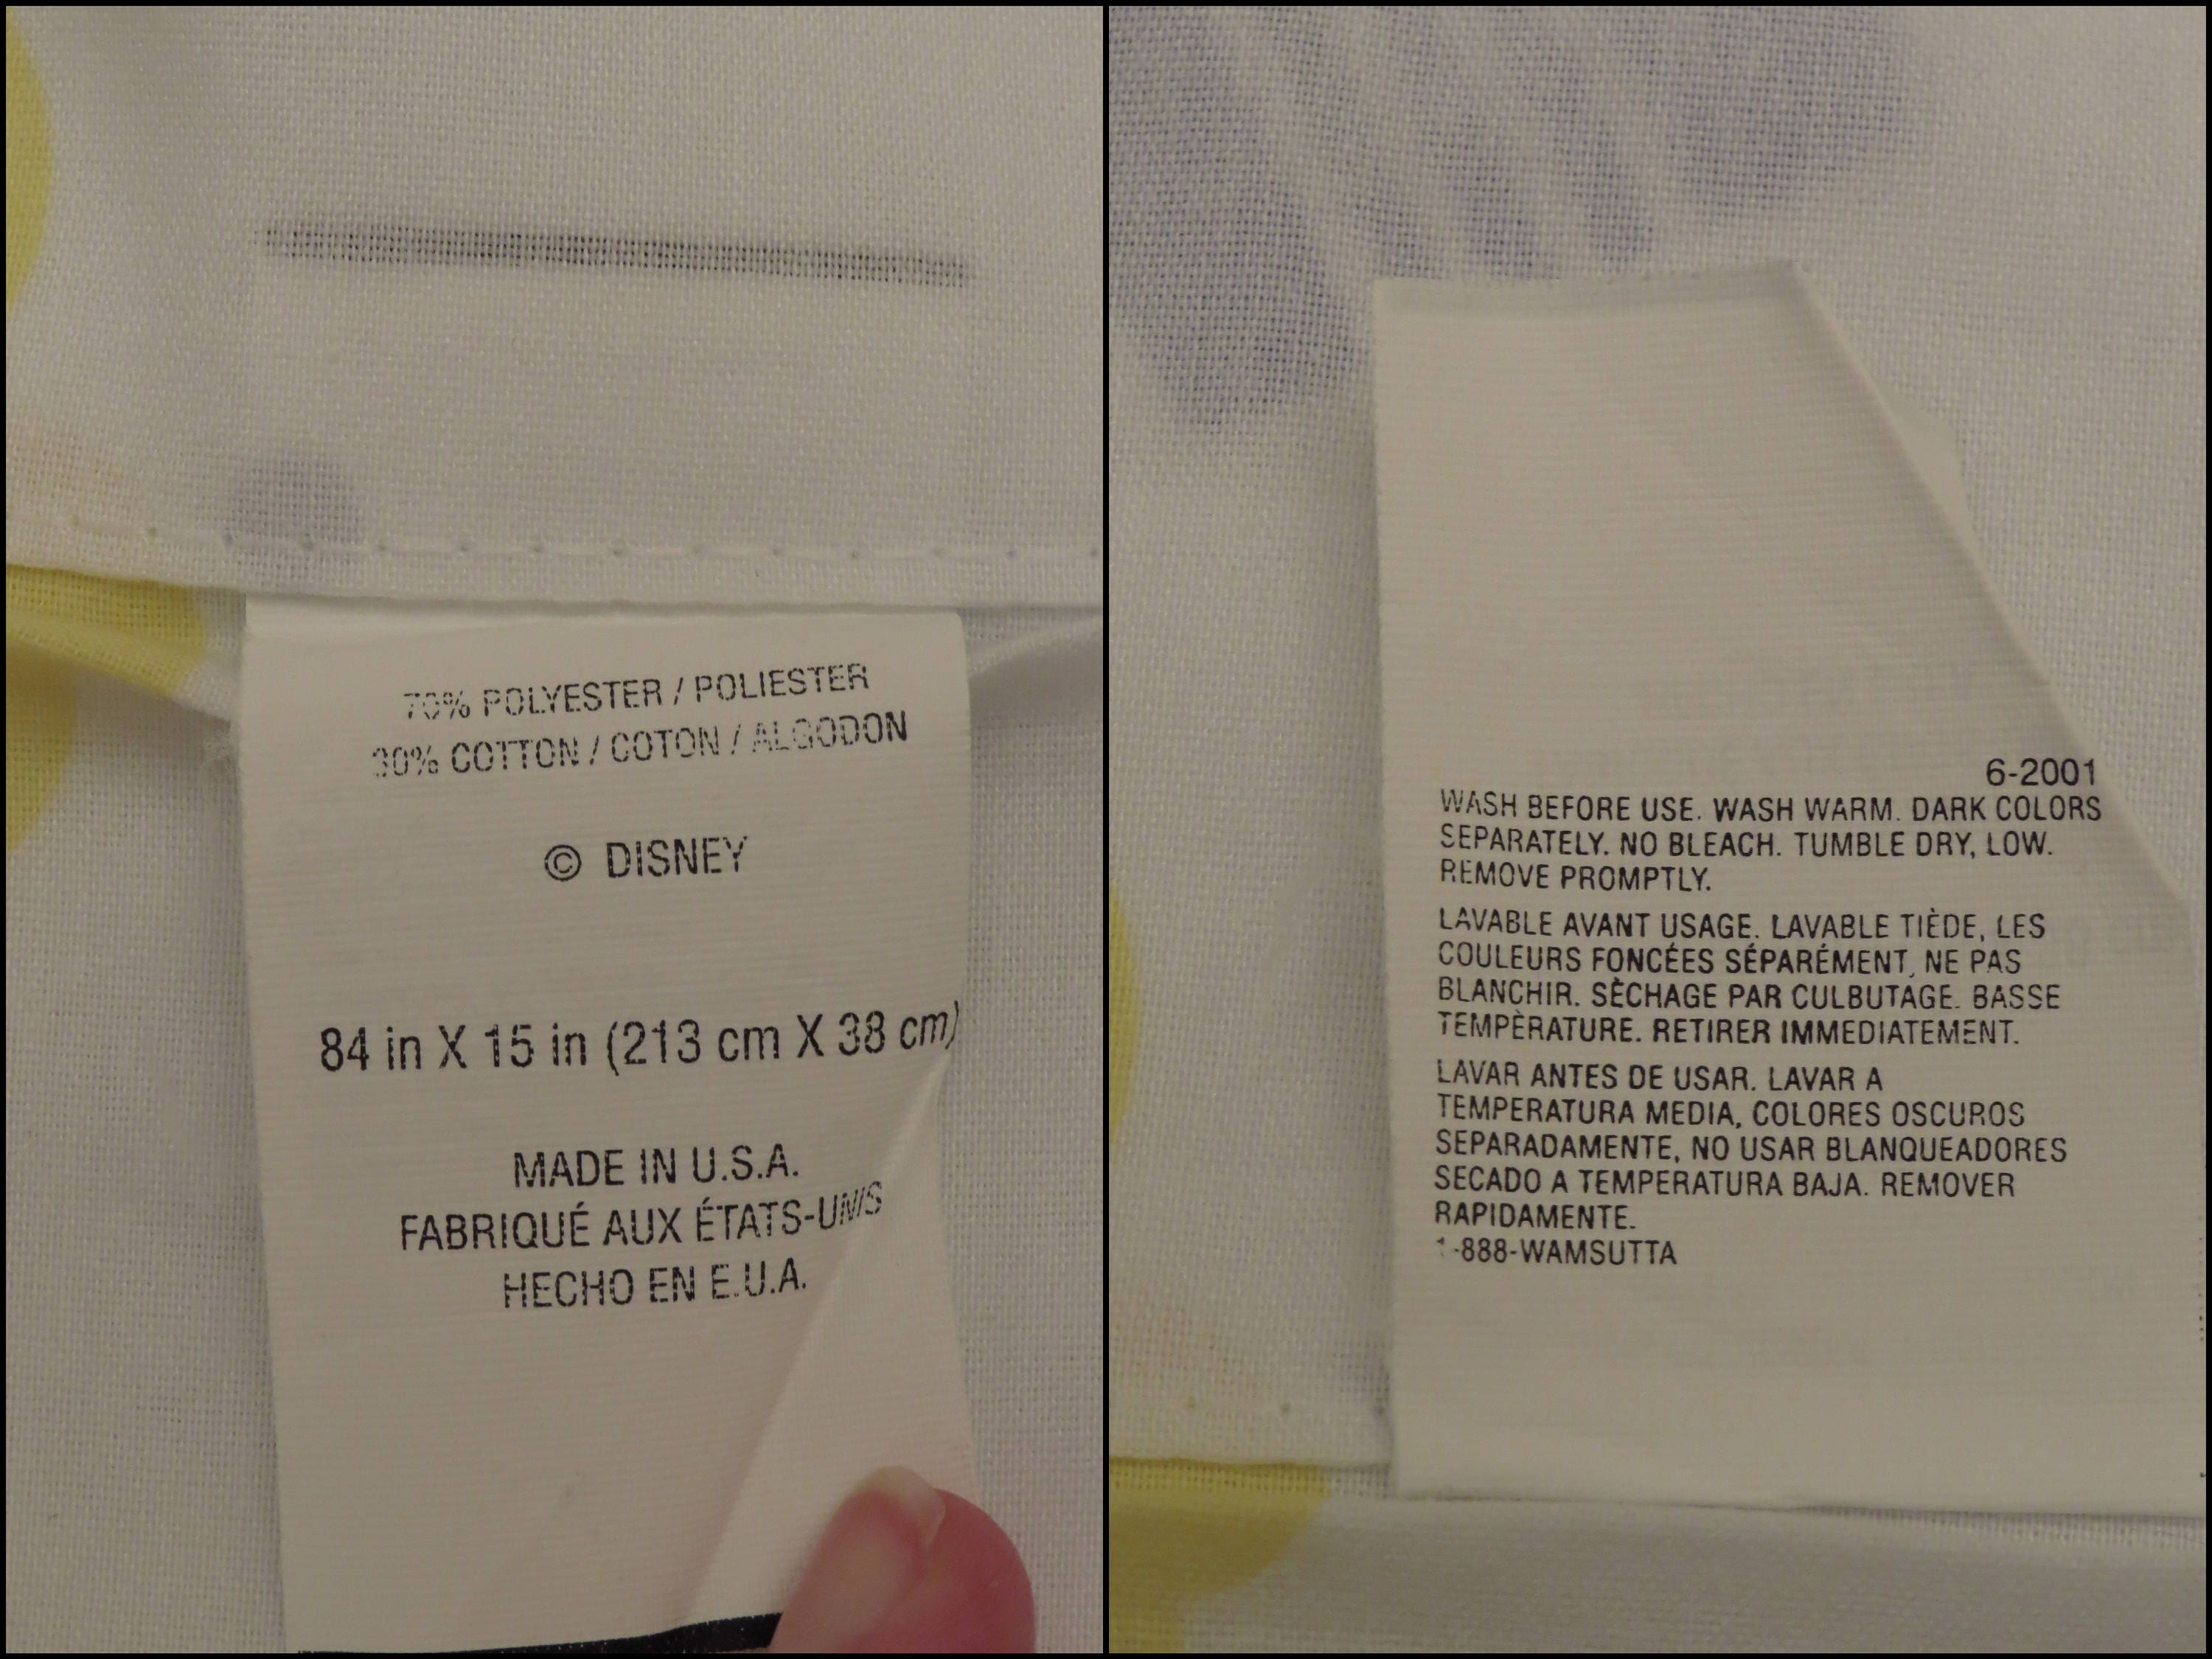 70% POLYESTER / POLIESTER
30% COTTON / COTON / ALGODON
© DISNEY
84 in X 15 in (213 cm X 38 cm)
MADE IN U.S.A.
FABRIQUÉ AUX ÉTATS-UNIS
HECHO EN E.U.A.
6-2001
WASH BEFORE USE. WASH WARM. DARK COLORS
SEPARATELY. NO BLEACH. TUMBLE DRY, LOW.
REMOVE PROMPTLY.
LAVABLE AVANT USAGE. LAVABLE TIÈDE, LES
COULEURS FONCÉES SÉPARÉMENT, NE PAS
BLANCHIR. SÈCHAGE PAR CULBUTAGE. BASSE
TEMPÈRATURE. RETIRER IMMEDIATEMENT.
LAVAR ANTES DE USAR. LAVAR A
TEMPERATURA MEDIA, COLORES OSCUROS
SEPARADAMENTE, NO USAR BLANQUEADORES
SECADO A TEMPERATURA BAJA. REMOVER
RAPIDAMENTE.
1-888-WAMSUTTA